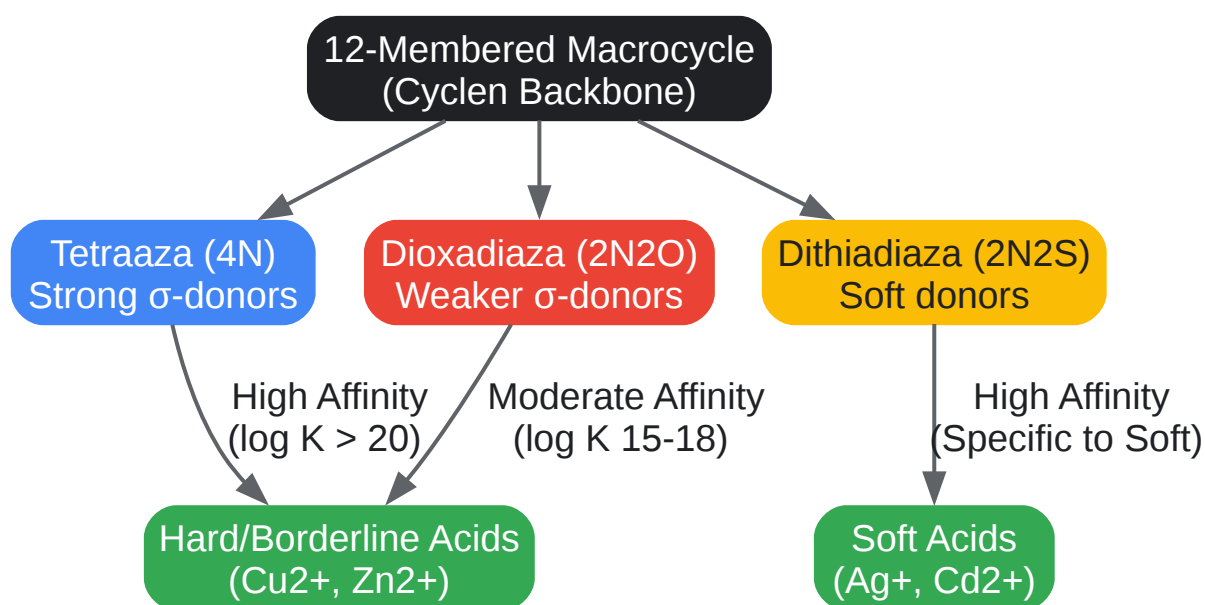 12-Membered Macrocycle
(Cyclen Backbone)
Tetraaza (4N)
Strong σ-donors
Dioxadiaza (2N2O)
Weaker σ-donors
Dithiadiaza (2N2S)
Soft donors
High Affinity
(log K > 20)
Moderate Affinity
(log K 15-18)
High Affinity
(Specific to Soft)
Hard/Borderline Acids
(Cu2+, Zn2+)
Soft Acids
(Ag+, Cd2+)